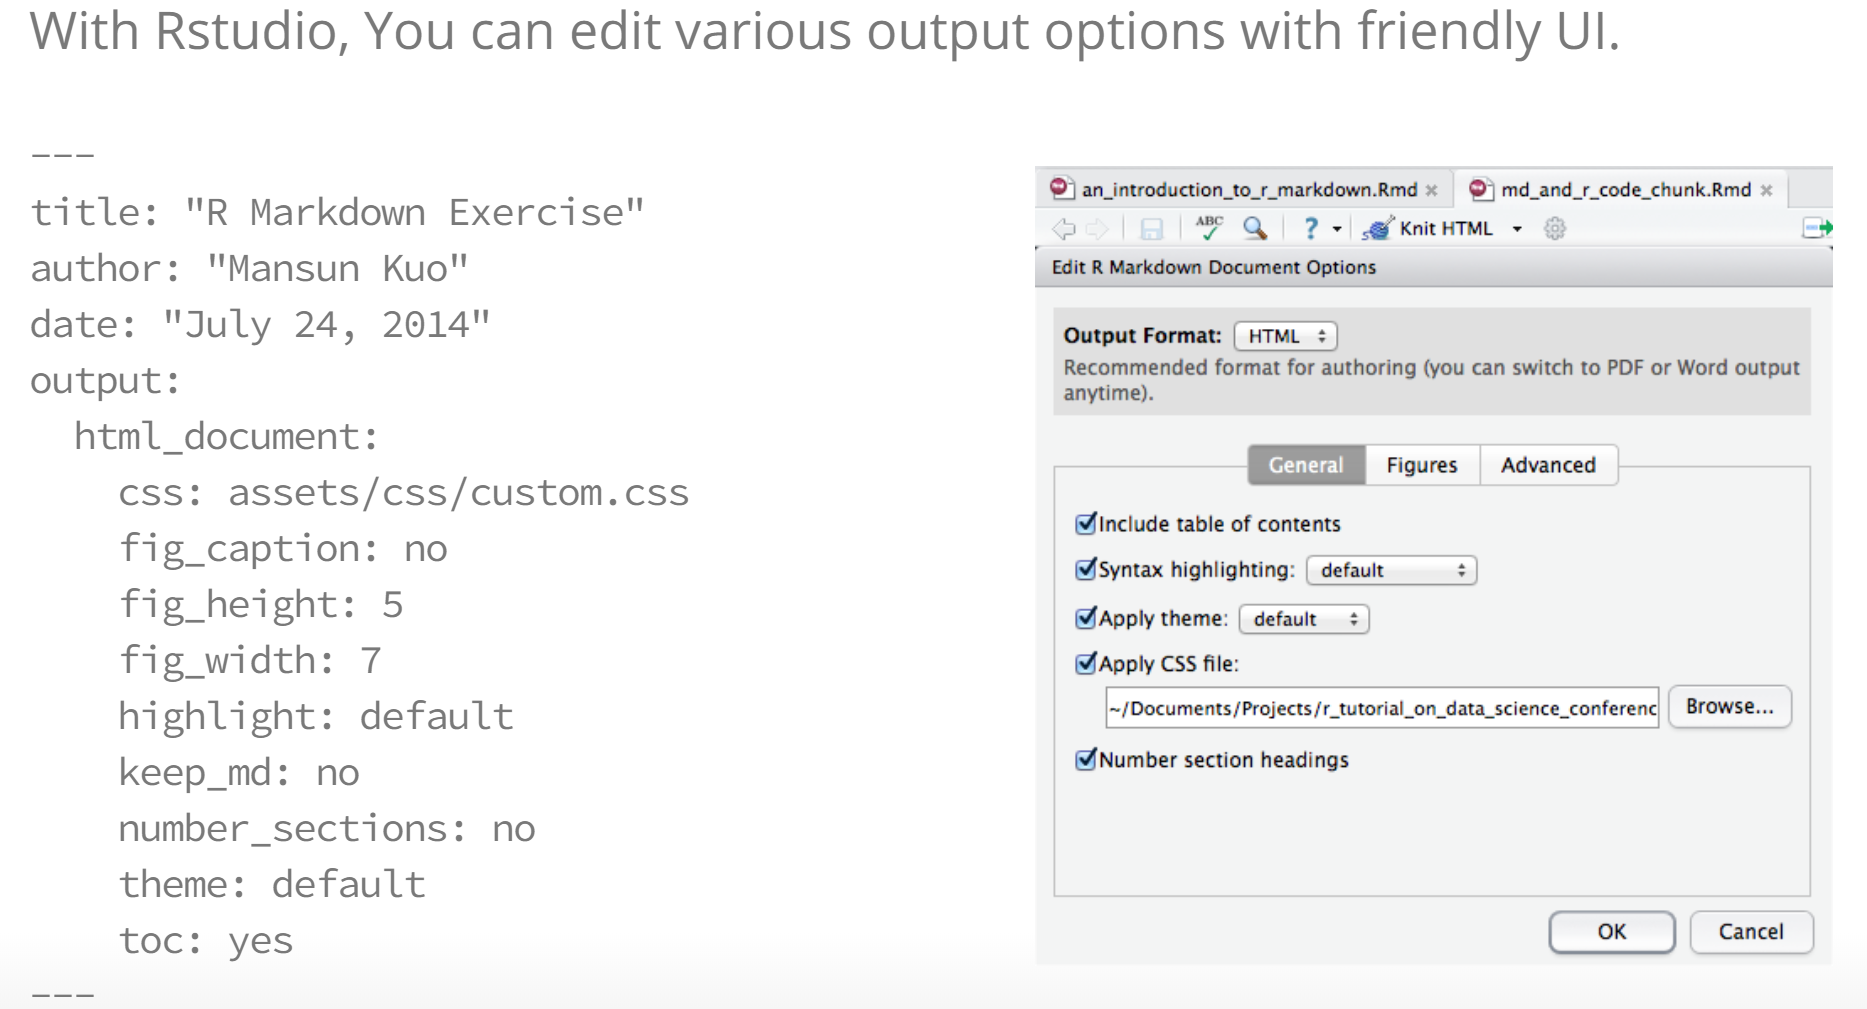 With Rstudio, You can edit various output options with friendly UI.
---
title: "R Markdown Exercise"
author: "Mansun Kuo"
date: "July 24, 2014"
output:
  html_document:
    css: assets/css/custom.css
    fig_caption: no
    fig_height: 5
    fig_width: 7
    highlight: default
    keep_md: no
    number_sections: no
    theme: default
    toc: yes
---
an_introduction_to_r_markdown.Rmd
md_and_r_code_chunk.Rmd
ABC
? Knit HTML
Edit R Markdown Document Options
Output Format: HTML
Recommended format for authoring (you can switch to PDF or Word output
anytime).
General Figures Advanced
Include table of contents
Syntax highlighting: default
Apply theme: default
Apply CSS file:
~/Documents/Projects/r_tutorial_on_data_science_conferenc Browse...
Number section headings
OK Cancel